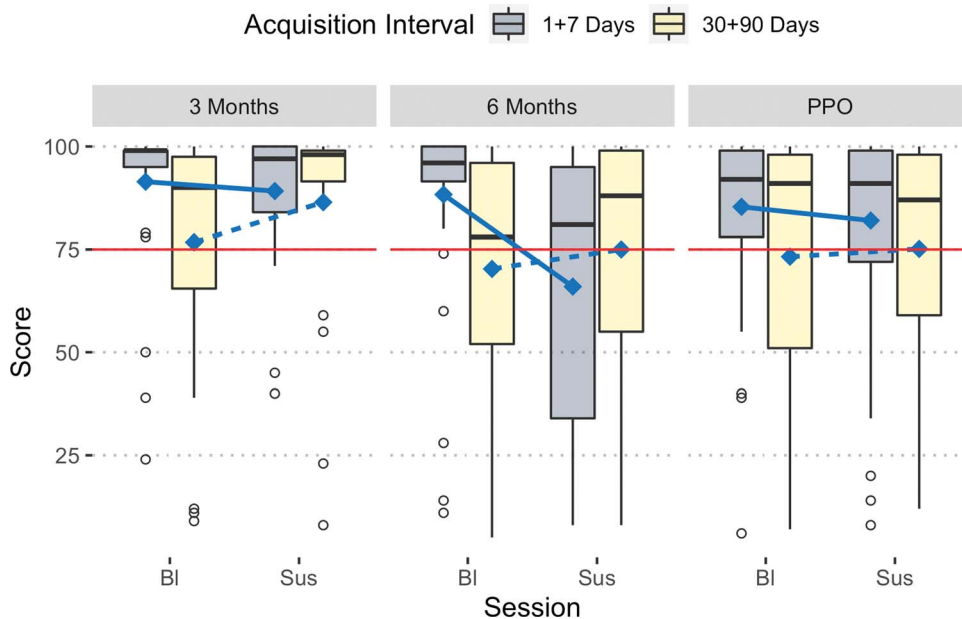 Acquisition Interval 1+7 Days 30+90 Days
3 Months 6 Months PPO
100
75
50
25
Score
Bl Sus Bl Sus Bl Sus
Session